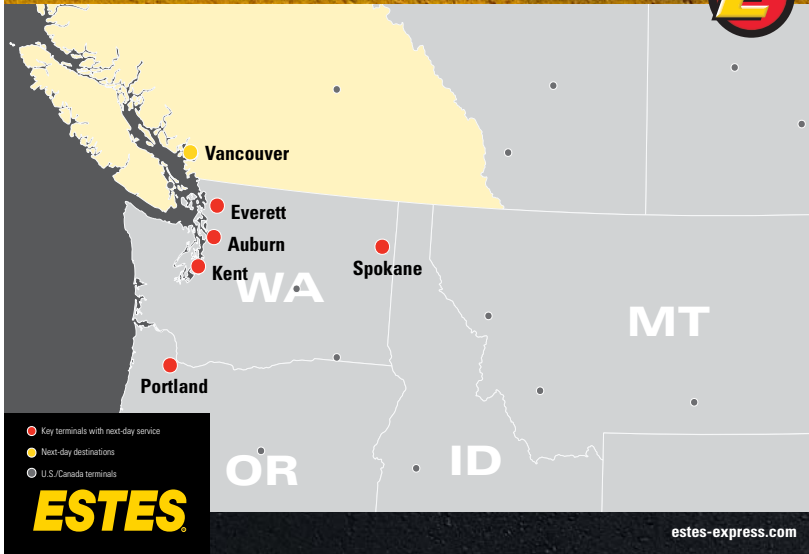 Vancouver
Everett
Auburn
Kent
Spokane
WA
MT
Portland
Key terminals with next-day service
Next-day destinations
U.S./Canada terminals
OR
ID
ESTES
estes-express.com